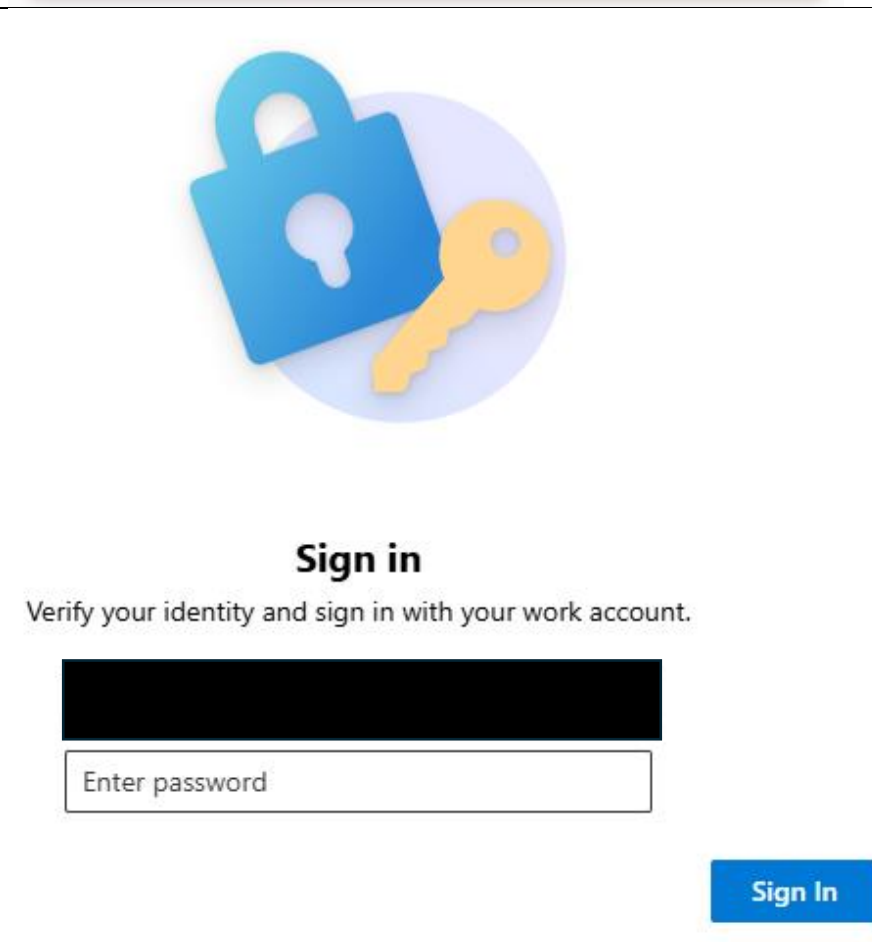 Sign in
Verify your identity and sign in with your work account.
Enter password
Sign In